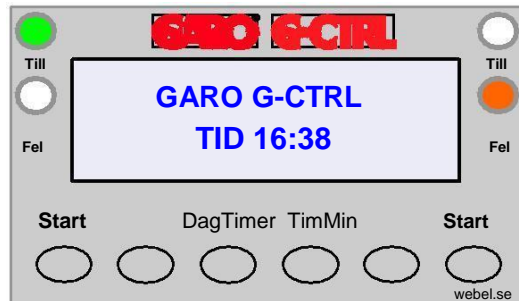 GARO G-CTRL
Till Till
GARO G-CTRL
TID 16:38
Fel Fel
Start DagTimer TimMin Start
webel.se